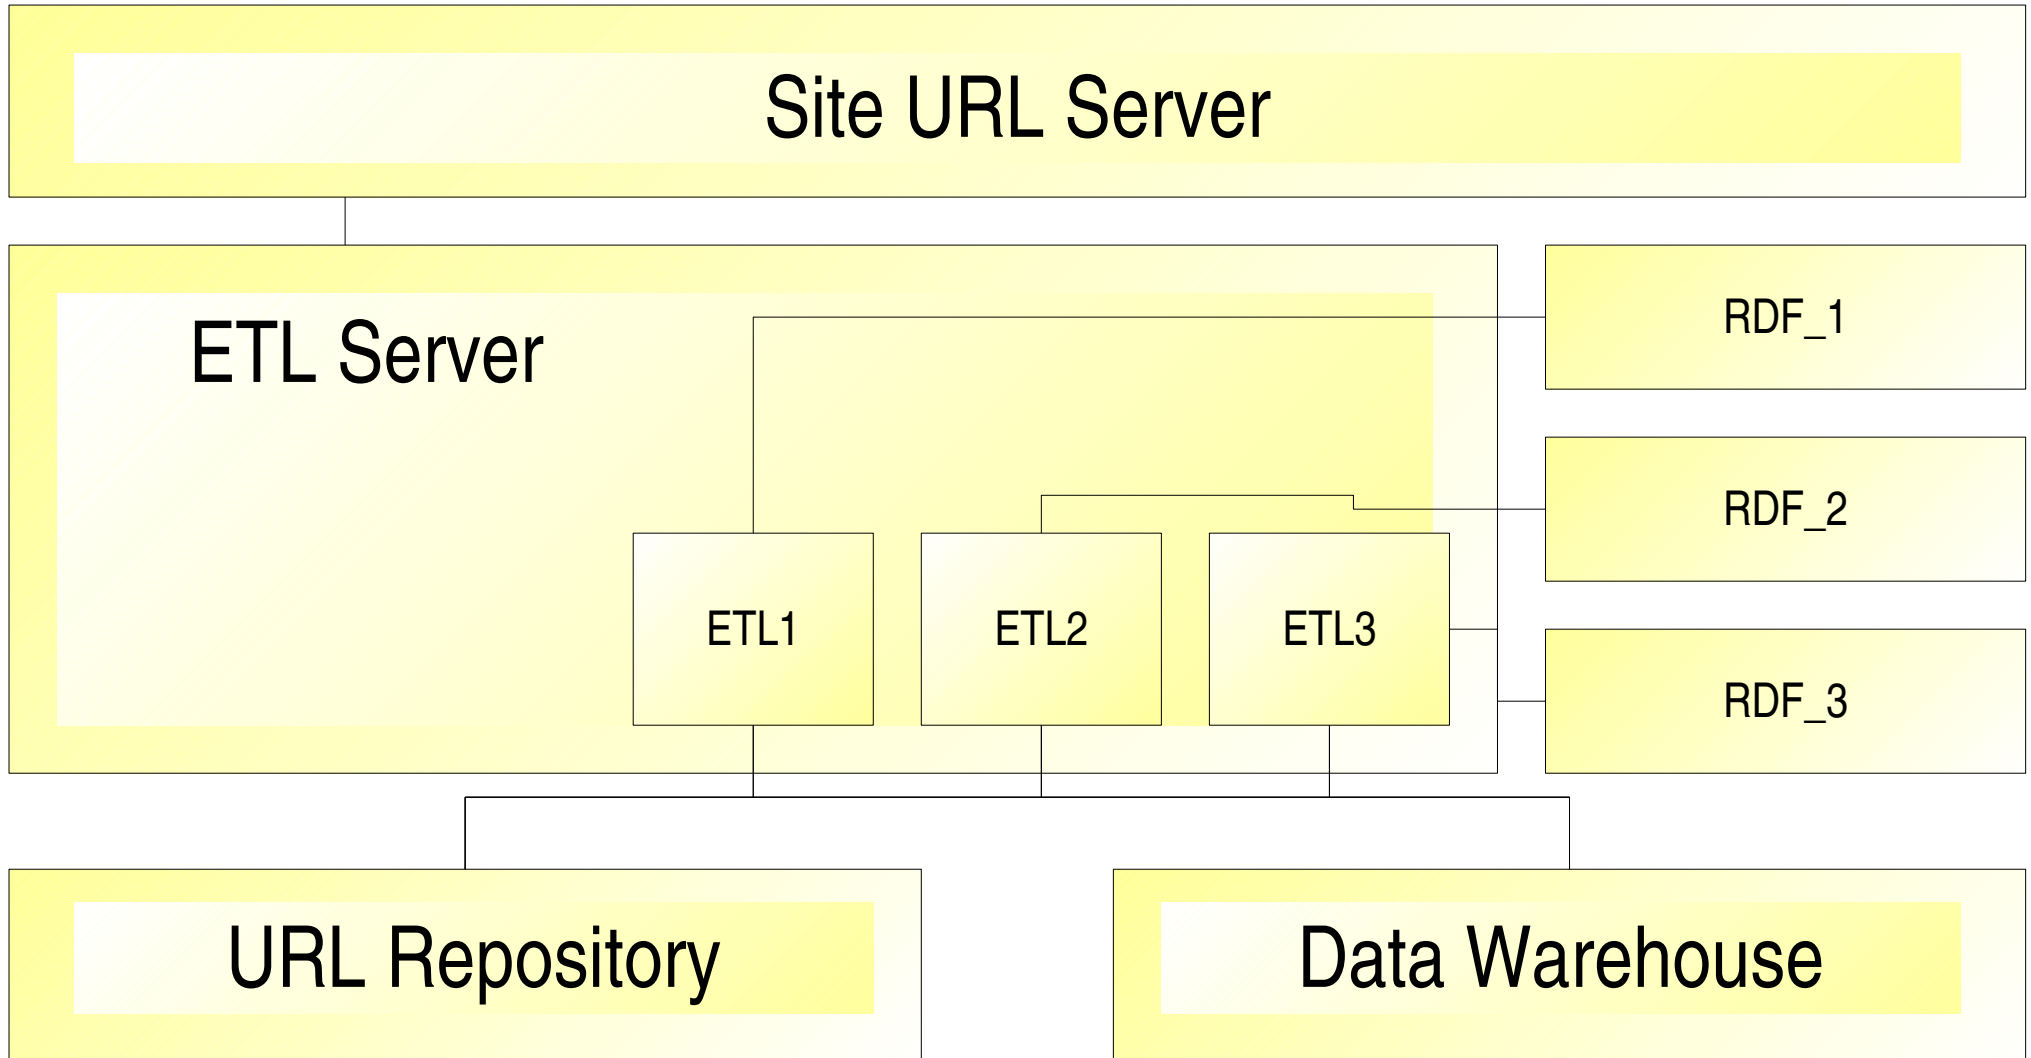 Site URL Server
ETL Server
RDF_1
RDF_2
ETL1
ETL2
ETL3
RDF_3
URL Repository
Data Warehouse